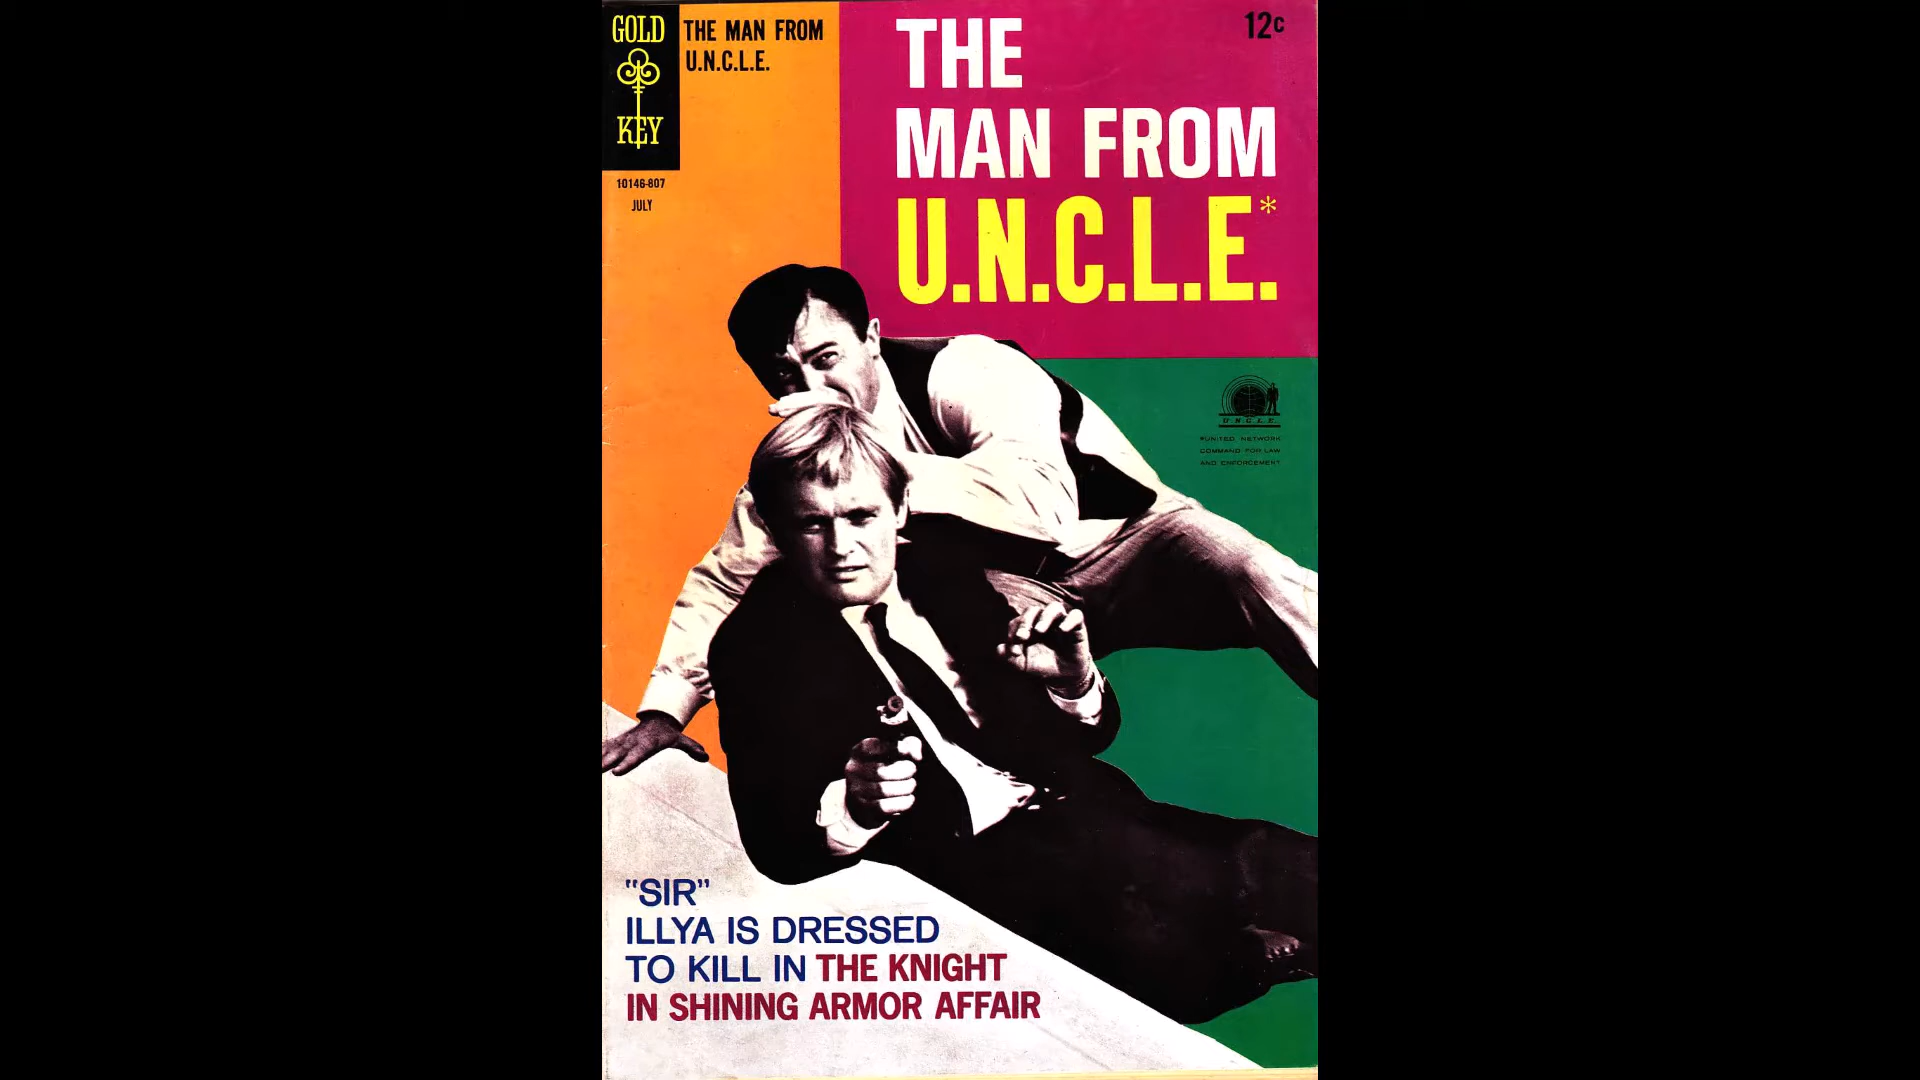 GOLD
KEY
THE MAN FROM
U.N.C.L.E.
10146-807
JULY
12c
THE
MAN FROM
U.N.C.L.E.*
U.N.C.L.E.
*UNITED NETWORK
COMMAND FOR LAW
AND ENFORCEMENT
"SIR"
ILLYA IS DRESSED
TO KILL IN THE KNIGHT
IN SHINING ARMOR AFFAIR